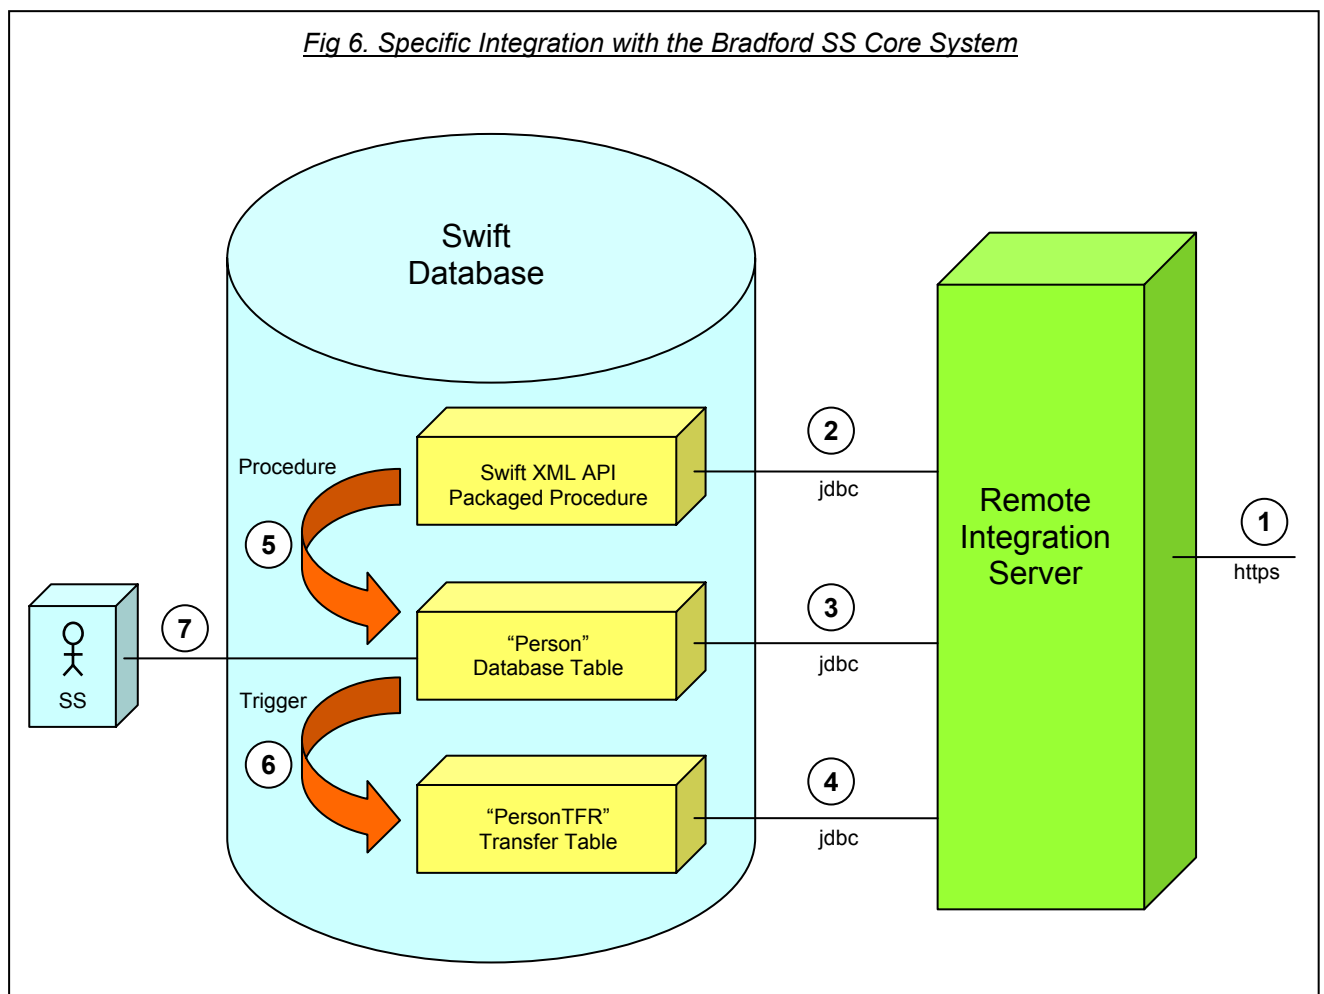 Fig 6. Specific Integration with the Bradford SS Core System
Swift
Database
Procedure
Swift XML API
Packaged Procedure
2
jdbc
Remote
Integration
Server
1
https
5
“Person”
Database Table
3
jdbc
7
SS
Trigger
6
“PersonTFR”
Transfer Table
4
jdbc